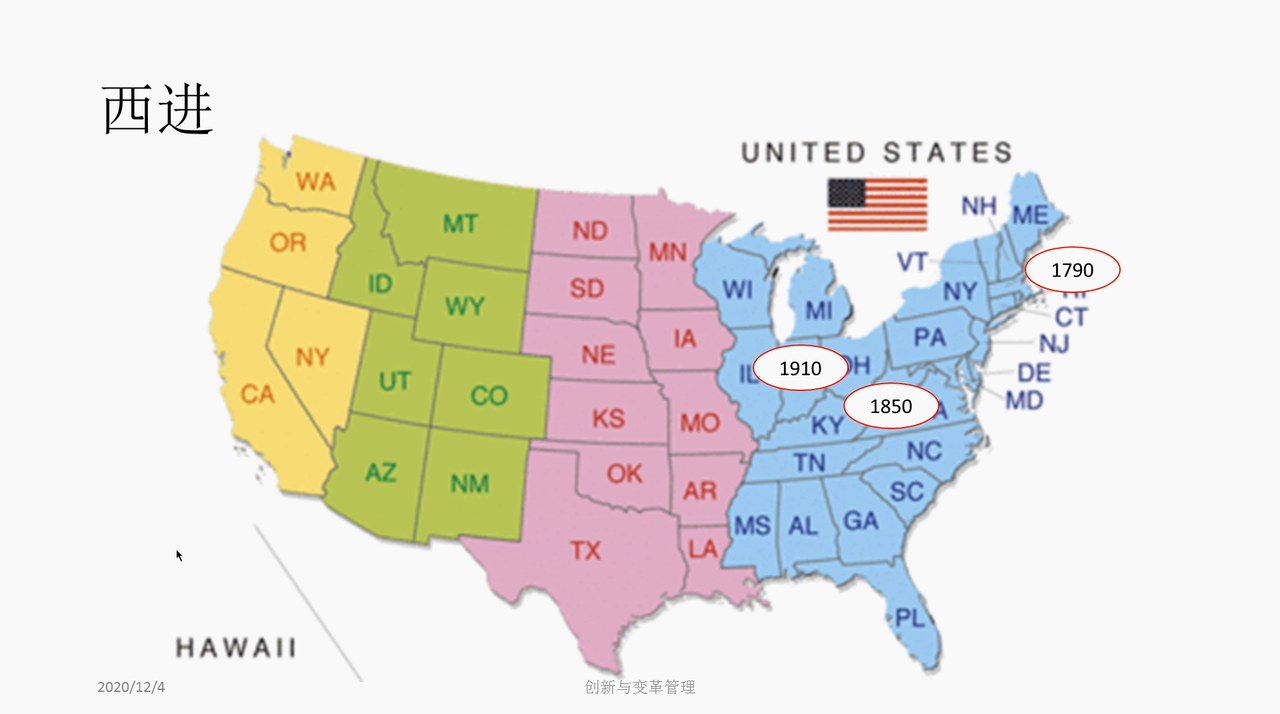 西进
UNITED STATES
WA
MT
ND
MN
NH
ME
OR
ID
SD
WI
VT
1790
WY
MI
NY
CT
NE
IA
PA
NJ
NY
UT
CO
IL
1910
OH
DE
CA
KS
MO
KY
1850
MD
AZ
NM
OK
AR
TN
NC
SC
TX
LA
MS
AL
GA
PL
HAWAII
2020/12/4
创新与变革管理